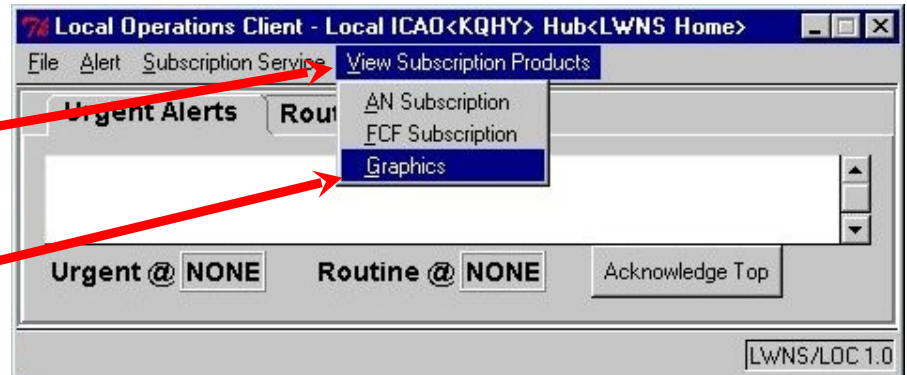 Local Operations Client - Local ICAO<KQHY> Hub<LWNS Home>
File Alert Subscription Service View Subscription Products
Urgent Alerts
AN Subscription
FCF Subscription
Graphics
Urgent @ NONE Routine @ NONE Acknowledge Top
LWNS/LOC 1.0